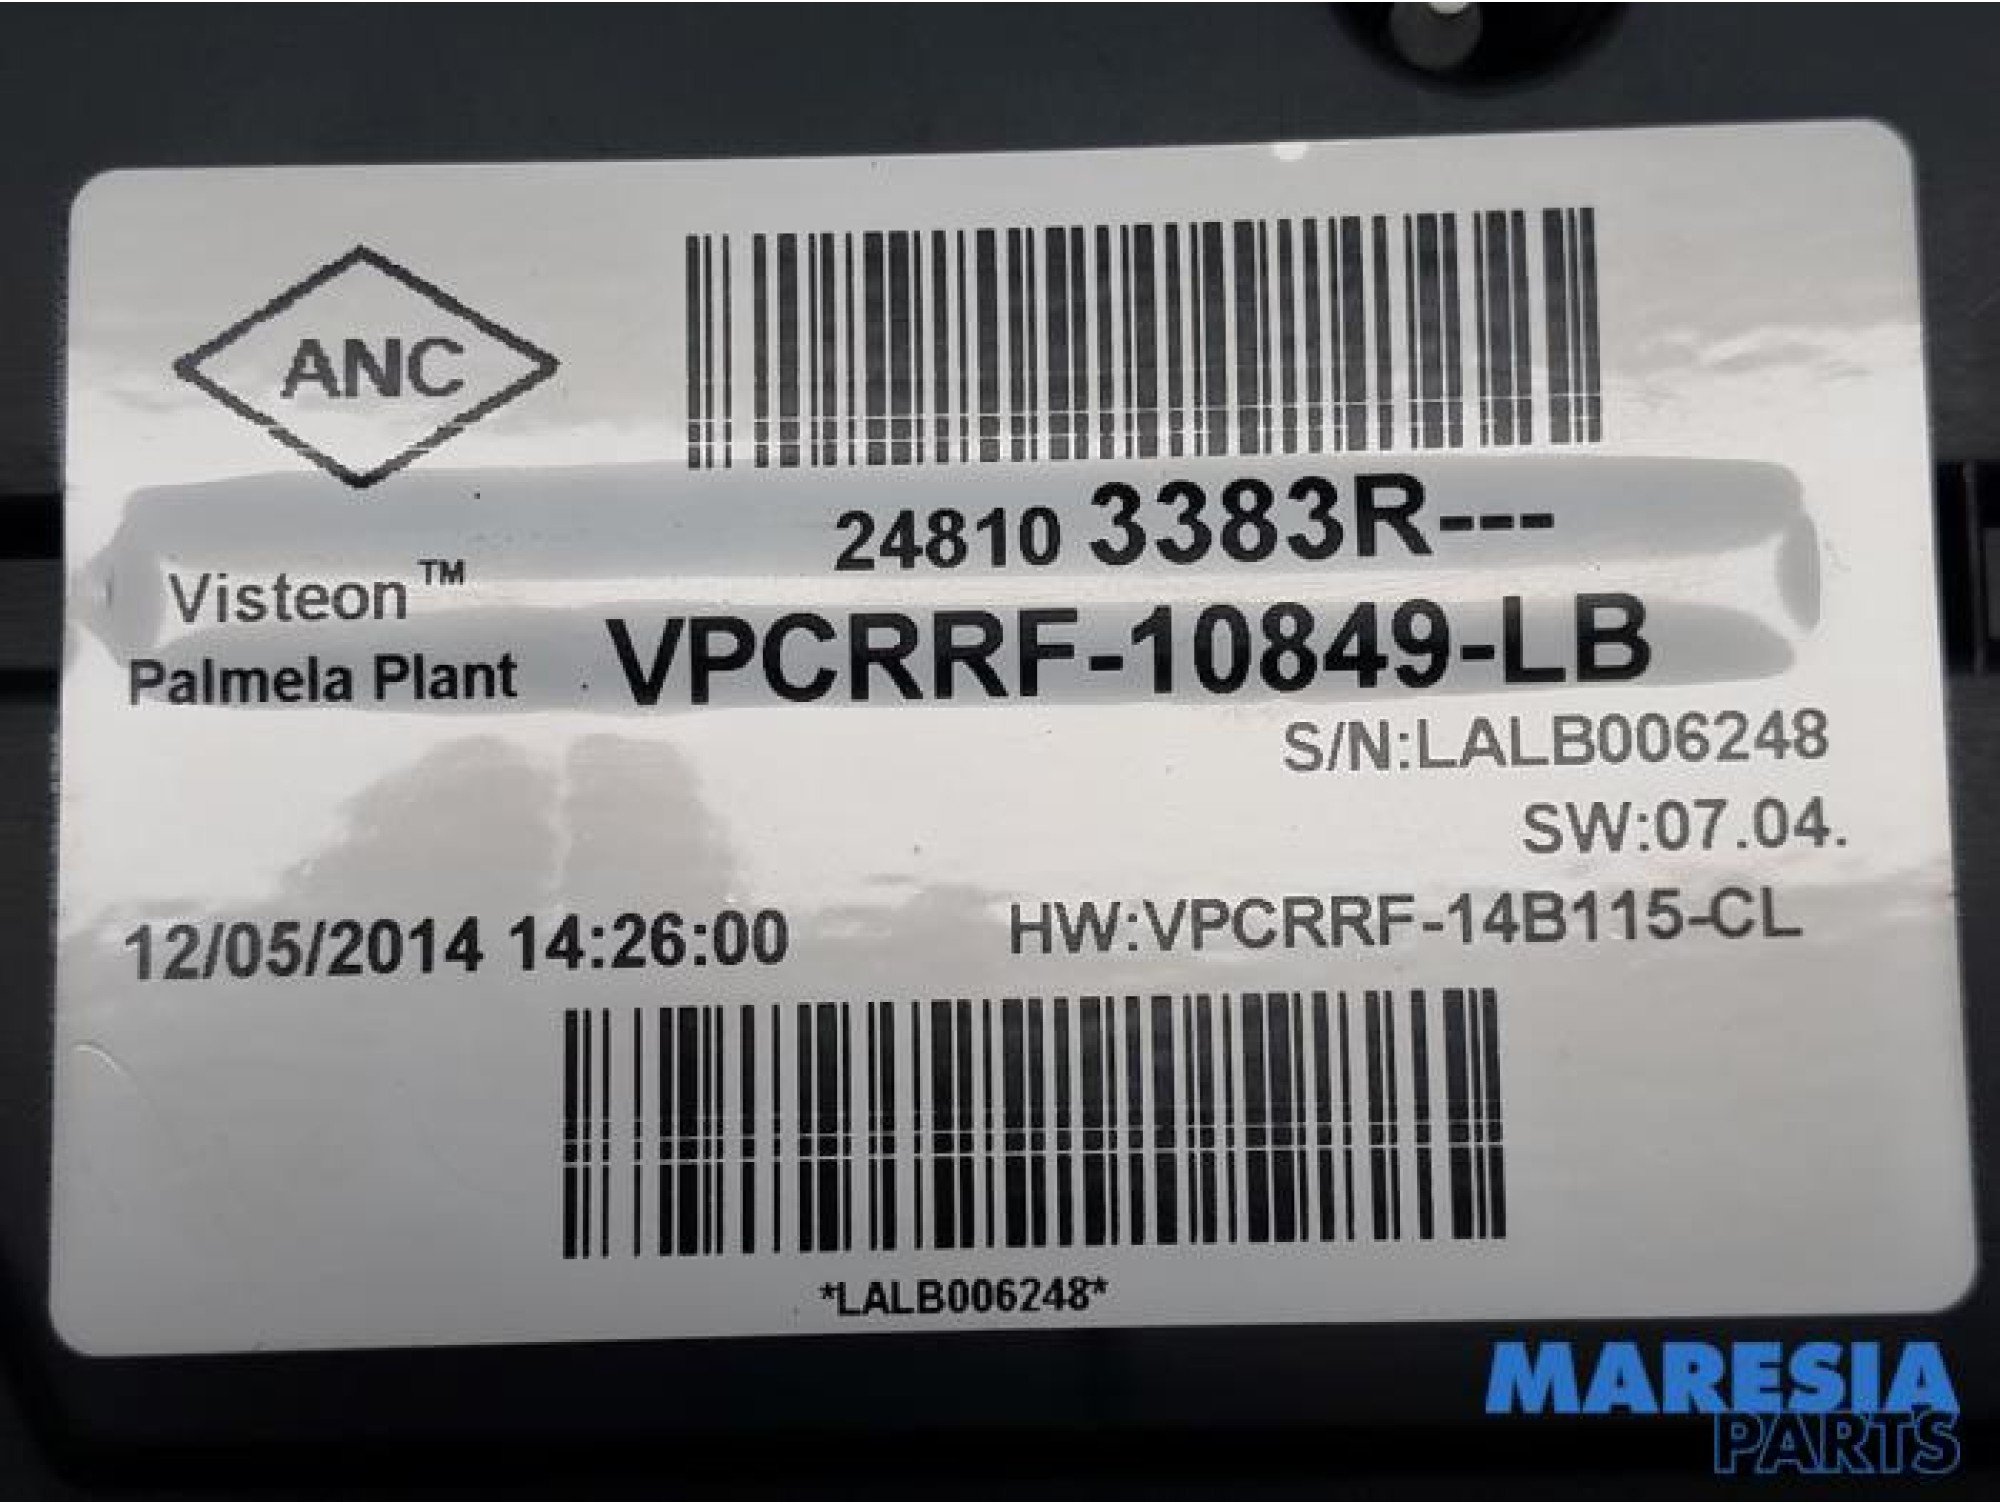 ANC
24810 3383R---
Visteon™
Palmela Plant
VPCRRF-10849-LB
S/N:LALB006248
SW:07.04.
12/05/2014 14:26:00
HW:VPCRRF-14B115-CL
*LALB006248*
MARESIA
PARTS